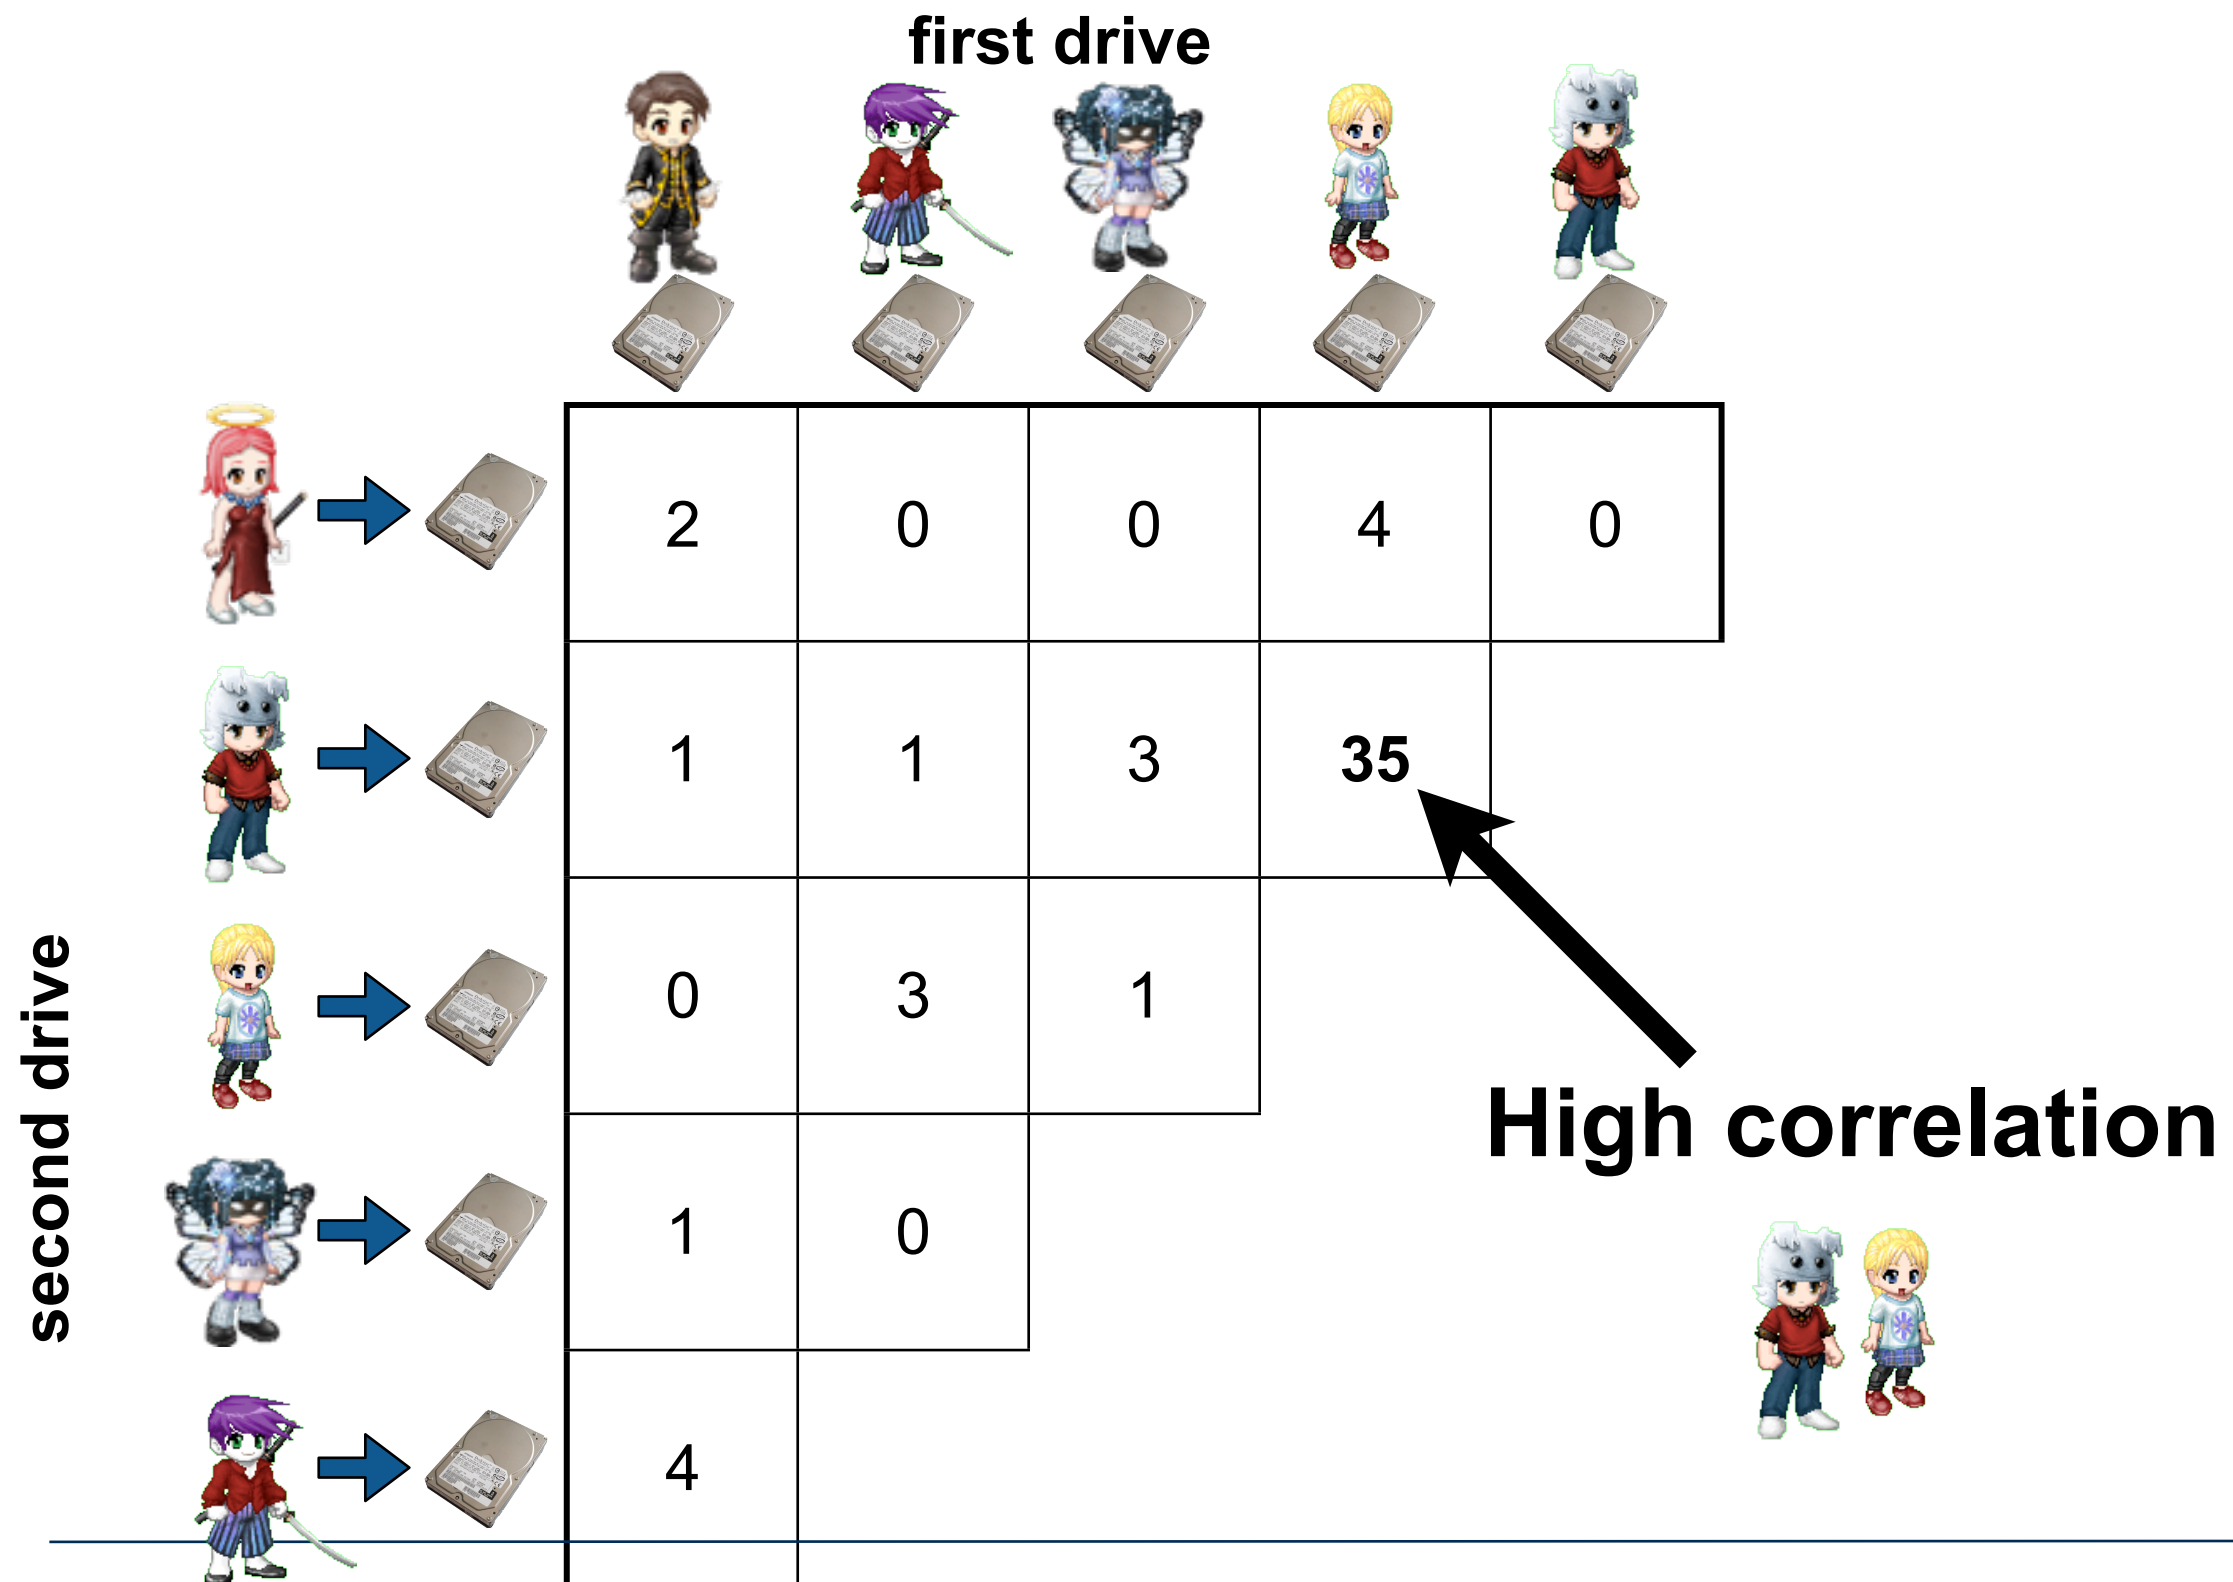 first drive
2 0 0 4 0
1 1 3 35
0 3 1
second drive
High correlation
1 0
4